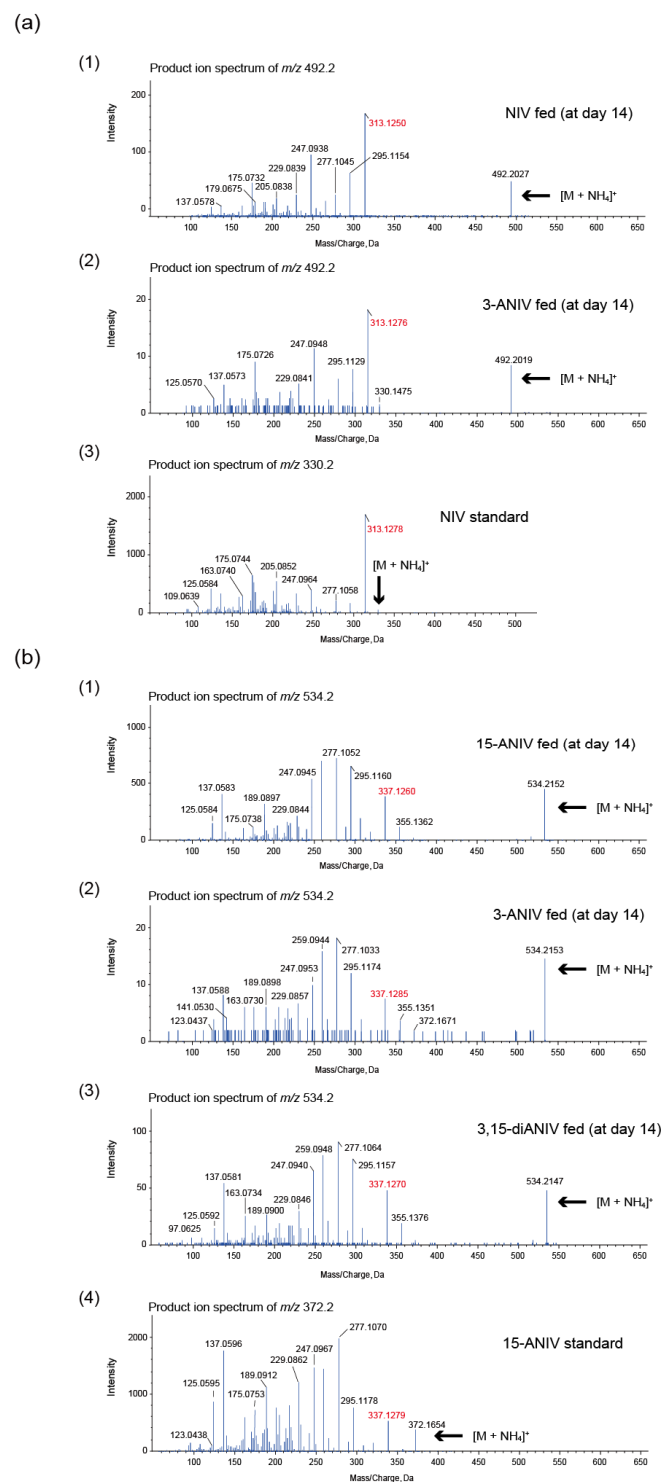 (a)
(1)
Product ion spectrum of m/z 492.2
NIV fed (at day 14)
Intensity
200
100
0
313.1250
247.0938
277.1045
295.1154
229.0839
175.0732
205.0838
179.0675
137.0578
492.2027
[M + NH₄]⁺
100 150 200 250 300 350 400 450 500 550 600 650
Mass/Charge, Da
(2)
Product ion spectrum of m/z 492.2
3-ANIV fed (at day 14)
Intensity
20
10
0
313.1276
247.0948
175.0726
295.1129
137.0573
229.0841
125.0570
330.1475
492.2019
[M + NH₄]⁺
100 150 200 250 300 350 400 450 500 550 600 650
Mass/Charge, Da
(3)
Product ion spectrum of m/z 330.2
NIV standard
Intensity
2000
1000
0
313.1278
175.0744
205.0852
163.0740
125.0584
247.0964
277.1058
109.0639
[M + NH₄]⁺
100 150 200 250 300 350 400 450 500
Mass/Charge, Da
(b)
(1)
Product ion spectrum of m/z 534.2
15-ANIV fed (at day 14)
Intensity
1000
500
0
277.1052
247.0945
295.1160
137.0583
189.0897
337.1260
125.0584
229.0844
175.0738
355.1362
534.2152
[M + NH₄]⁺
100 150 200 250 300 350 400 450 500 550 600 650
Mass/Charge, Da
(2)
Product ion spectrum of m/z 534.2
3-ANIV fed (at day 14)
Intensity
20
10
0
259.0944
277.1033
247.0953
295.1174
189.0898
137.0588
229.0857
337.1285
141.0530
163.0730
355.1351
123.0437
372.1671
534.2153
[M + NH₄]⁺
100 150 200 250 300 350 400 450 500 550 600 650
Mass/Charge, Da
(3)
Product ion spectrum of m/z 534.2
3,15-diANIV fed (at day 14)
Intensity
100
50
0
259.0948
277.1064
247.0940
295.1157
137.0581
163.0734
229.0846
337.1270
125.0592
189.0900
355.1376
97.0625
534.2147
[M + NH₄]⁺
100 150 200 250 300 350 400 450 500 550 600 650
Mass/Charge, Da
(4)
Product ion spectrum of m/z 372.2
15-ANIV standard
Intensity
2000
1000
0
277.1070
137.0596
247.0967
229.0862
125.0595
189.0912
175.0753
295.1178
337.1279
123.0438
372.1654
[M + NH₄]⁺
100 150 200 250 300 350 400 450 500 550 600 650
Mass/Charge, Da